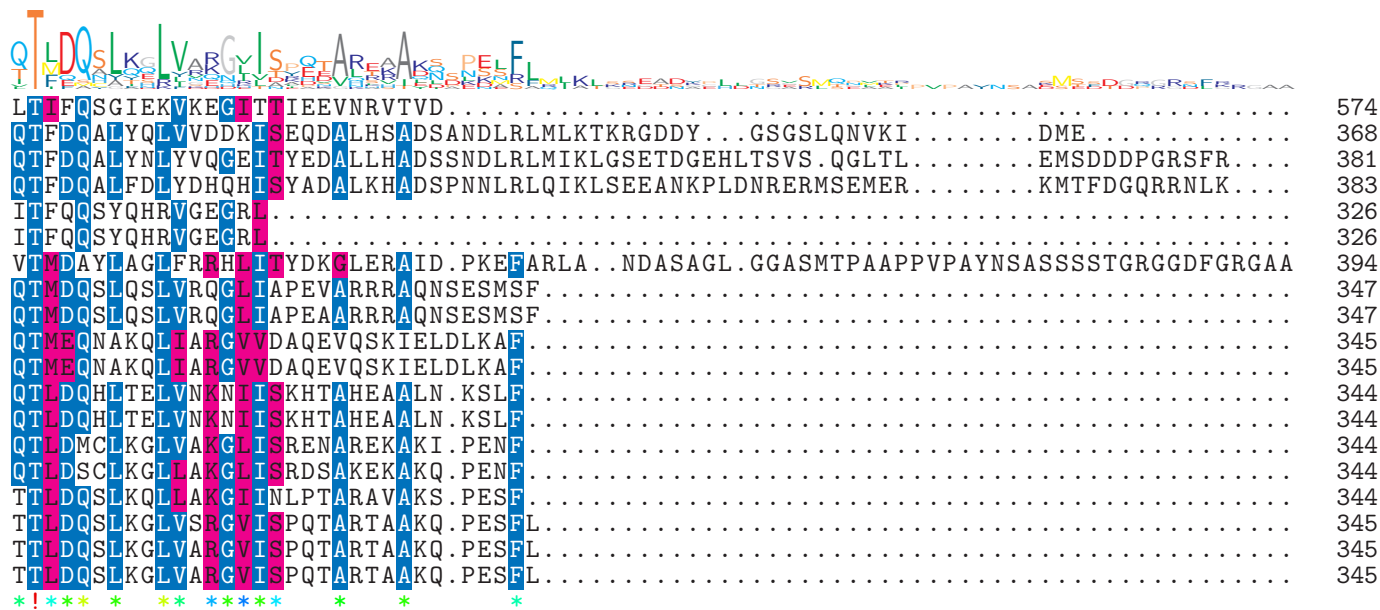 LTIFQSGIEKVKEGITTIEEVNRVTVD..................................................... 574
QTFDQALYQLVVDDKISEQDALHSADSANDLRLMLKTKRGDDY...GSGSLQNVKI........DME............. 368
QTFDQALYNLYVQGEITYEDALLHADSSNDLRLMIKLGSETDGEHLTSVS.QGLTL........EMSDDDPGRSFR.... 381
QTFDQALFDLYDHQHISYADALKHADSPNNLRLQIKLSEEANKPLDNRERMSEMER........KMTFDGQRRNLK.... 383
ITFQQSYQHRVGEGRL................................................................ 326
ITFQQSYQHRVGEGRL................................................................ 326
VTMDAYLAGLFRRHLITYDKGLERAID.PKEFARLA..NDASAGL.GGASMTPAAPPVPAYNSASSSSTGRGGDFGRGAA 394
QTMDQSLQSLVRQGLIAPEVARRRAQNSESMSF............................................... 347
QTMDQSLQSLVRQGLIAPEAARRRAQNSESMSF............................................... 347
QTMEQNAKQLIARGVVDAQEVQSKIELDLKAF................................................ 345
QTMEQNAKQLIARGVVDAQEVQSKIELDLKAF................................................ 345
QTLDQHLTELVNKNIISKHTAHEAALN.KSLF................................................ 344
QTLDQHLTELVNKNIISKHTAHEAALN.KSLF................................................ 344
QTLDMCLKGLVAKGLISRENAREKAKI.PENF................................................ 344
QTLDSCLKGLLAKGLISRDSAKEKAKQ.PENF................................................ 344
TTLDQSLKQLLAKGIINLPTARAVAKS.PESF................................................ 344
TTLDQSLKGLVSRGVISPQTARTAAKQ.PESFL............................................... 345
TTLDQSLKGLVARGVISPQTARTAAKQ.PESFL............................................... 345
TTLDQSLKGLVARGVISPQTARTAAKQ.PESFL............................................... 345
*!*** * ** ***** * * *